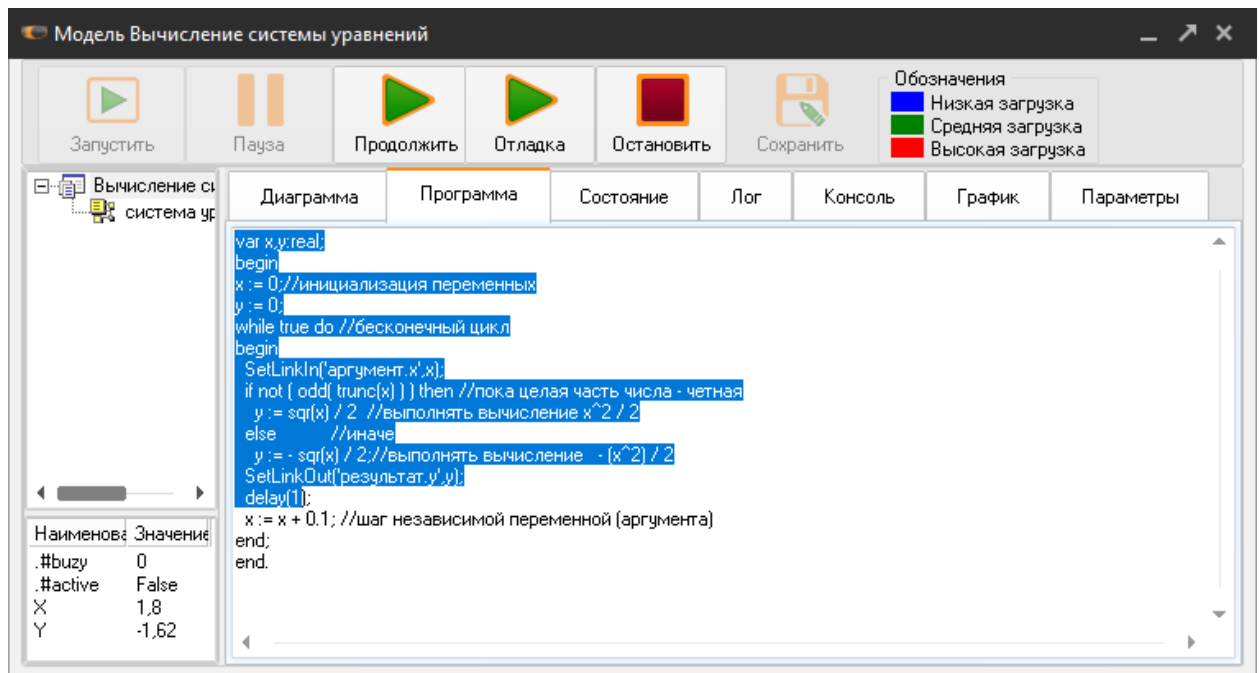 Модель Вычисление системы уравнений
Запустить
Пауза
Продолжить
Отладка
Остановить
Сохранить
Обозначения
Низкая загрузка
Средняя загрузка
Высокая загрузка
Вычисление си
система ур
Диаграмма
Программа
Состояние
Лог
Консоль
График
Параметры
var x,y:real;
begin
x := 0;//инициализация переменных
y := 0;
while true do //бесконечный цикл
begin
SetLinkIn('аргумент.x',x);
if not ( odd( trunc(x) ) ) then //пока целая часть числа - четная
y := sqr(x) / 2 //выполнять вычисление x^2 / 2
else //иначе
y := - sqr(x) / 2;//выполнять вычисление - (x^2) / 2
SetLinkOut('результат.y',y);
delay(1);
x := x + 0.1; //шаг независимой переменной (аргумента)
end;
end.
Наименова Значение
.#buzy 0
.#active False
X 1,8
Y -1,62